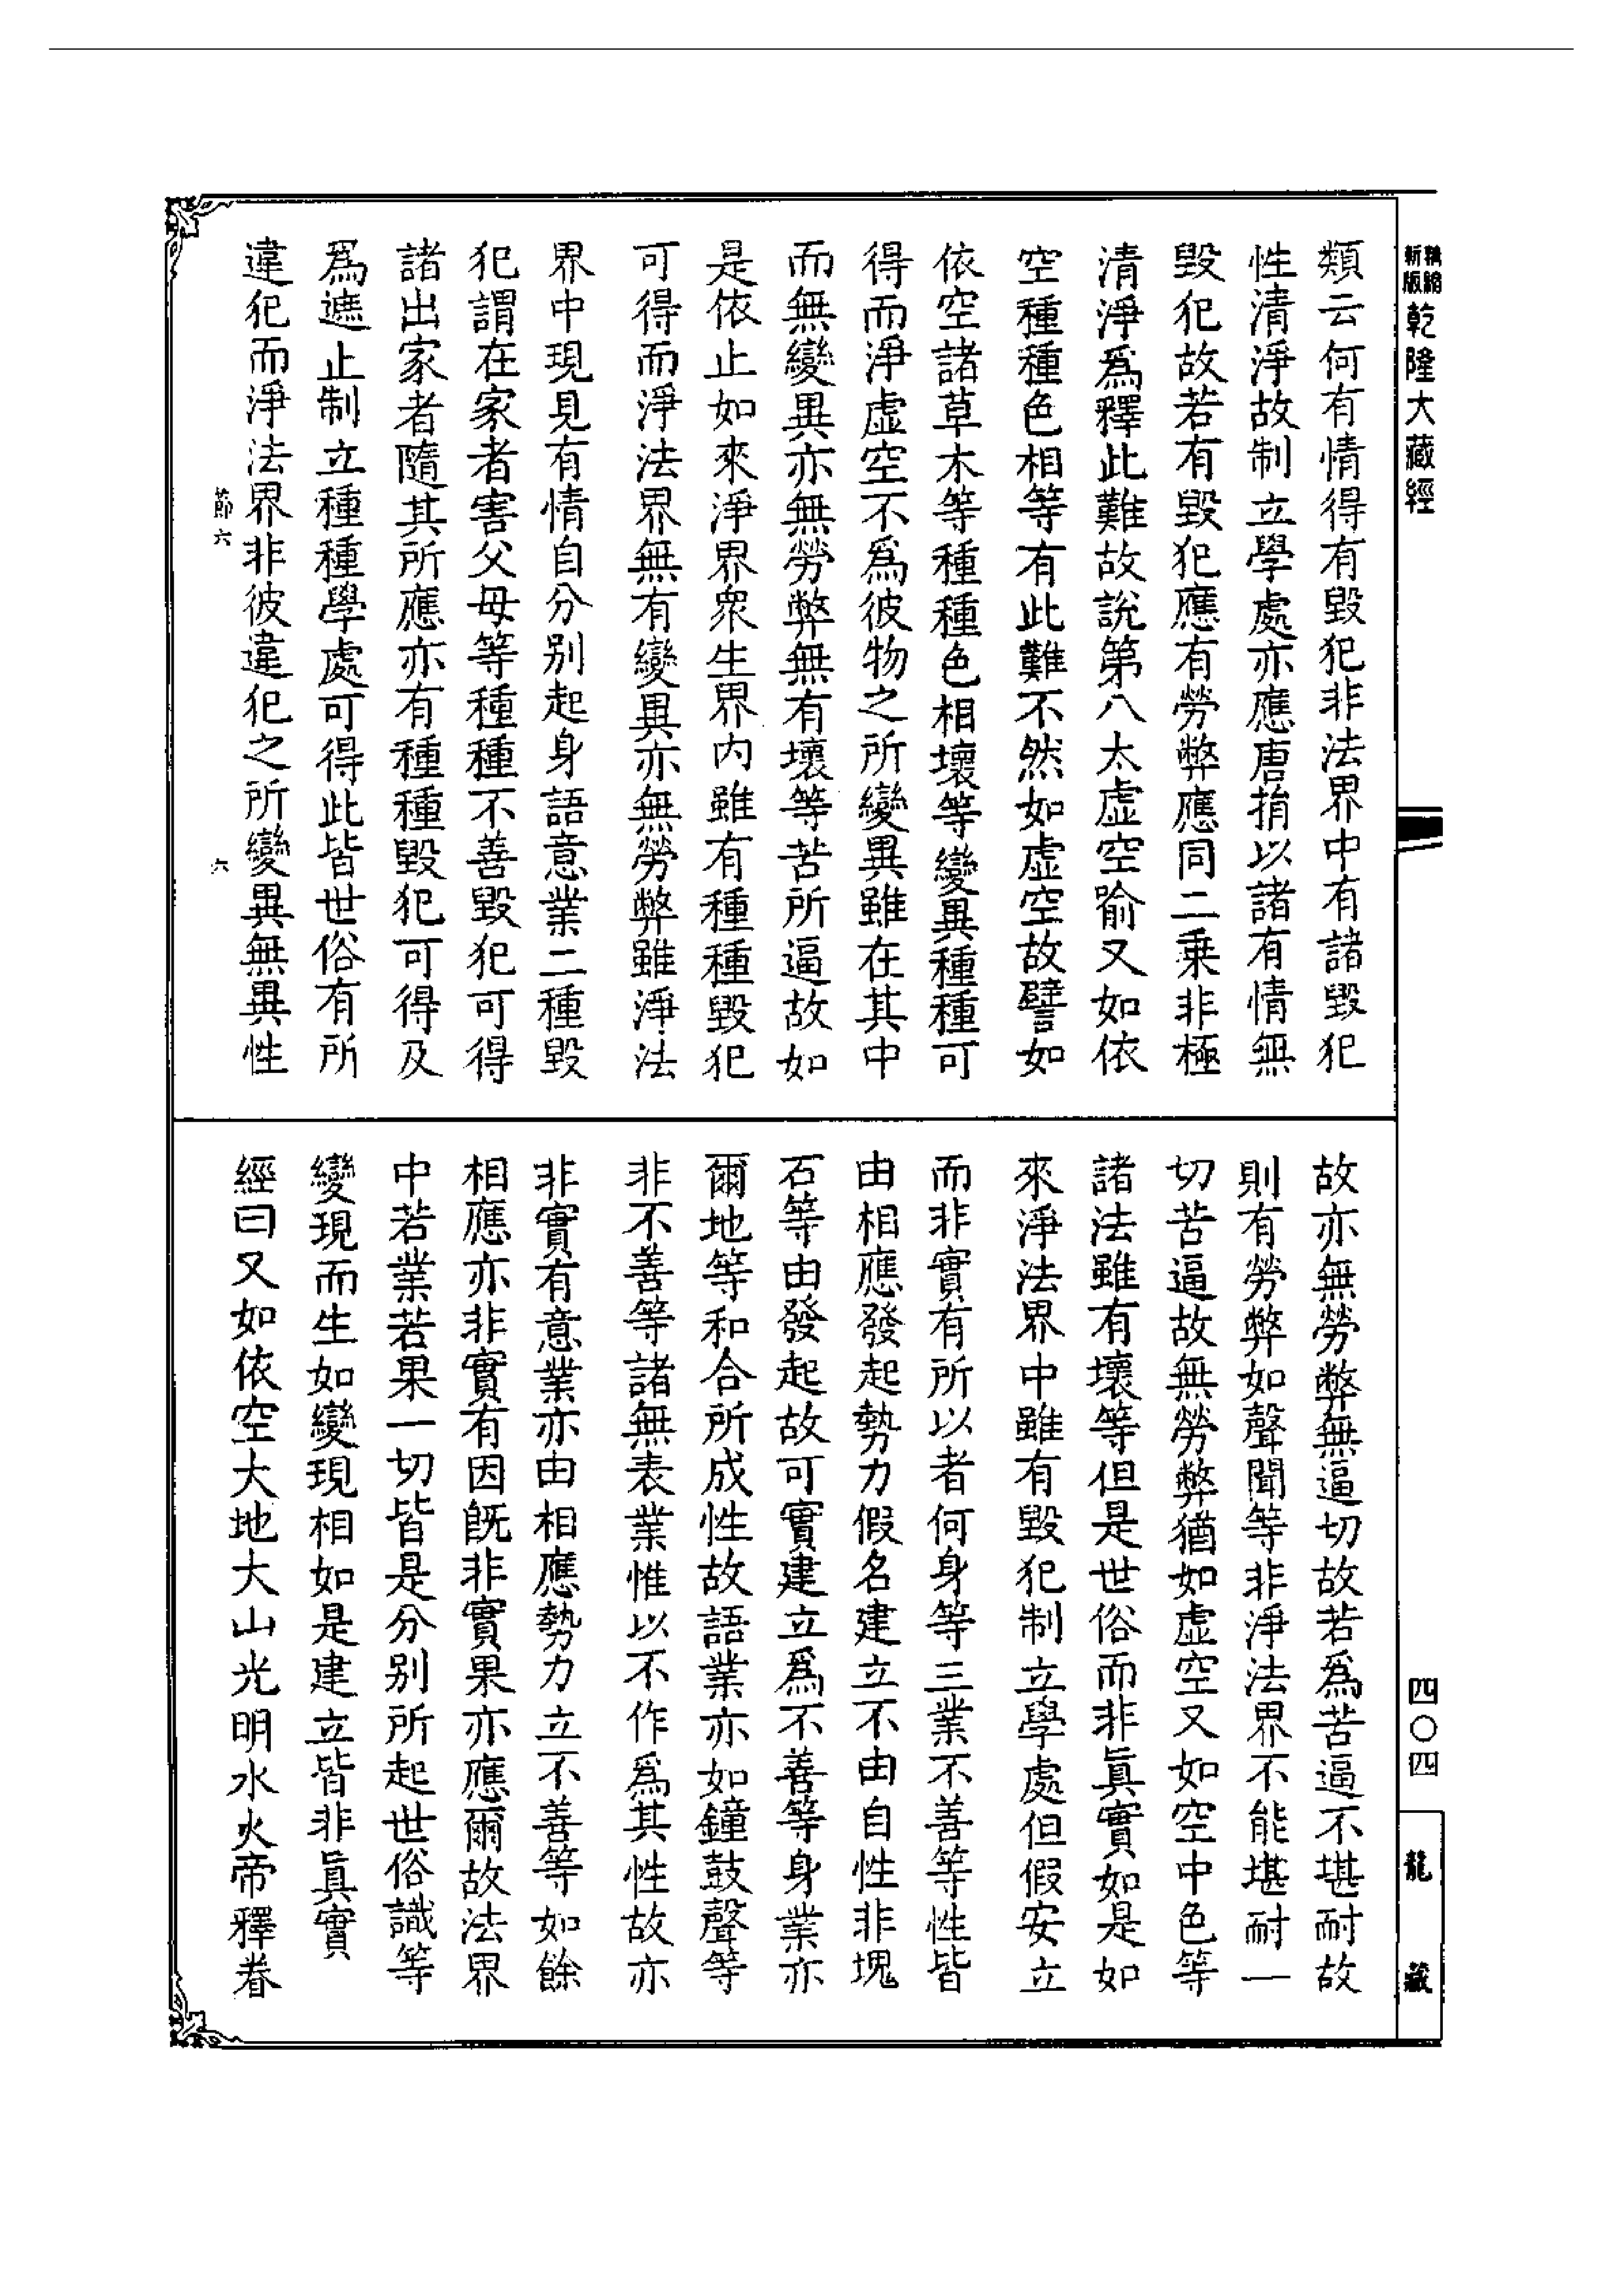 精縮新版
乾隆大藏經
四〇四
龍藏
類云何有情得有毀犯非法界中有諸毀犯
性清淨故制立學處亦應唐捐以諸有情無
毀犯故若有毀犯應有勞弊應同二乗非極
清淨爲釋此難故說第八太虛空喻又如依
空種種色相等有此難不然如虛空故譬如
依空諸草木等種種色相壞等變異種種可
得而淨虛空不爲彼物之所變異雖在其中
而無變異亦無勞弊無有壞等苦所逼故如
是依止如來淨界衆生界内雖有種種毀犯
可得而淨法界無有變異亦無勞弊雖淨法
界中現見有情自分别起身語意業二種毀
犯謂在家者害父母等種種不善毀犯可得
諸出家者隨其所應亦有種種毀犯可得及
爲遮止制立種種學處可得此皆世俗有所
違犯而淨法界非彼違犯之所變異無異性
節六
六
故亦無勞弊無逼切故若爲苦逼不堪耐故
則有勞弊如聲聞等非淨法界不能堪耐一
切苦逼故無勞弊猶如虛空又如空中色等
諸法雖有壞等但是世俗而非眞實如是如
來淨法界中雖有毀犯制立學處但假安立
而非實有所以者何身等三業不善等性皆
由相應發起勢力假名建立不由自性非塊
石等由發起故可實建立爲不善等身業亦
爾地等和合所成性故語業亦如鐘鼓聲等
非不善等諸無表業惟以不作爲其性故亦
非實有意業亦由相應勢力立不善等如餘
相應亦非實有因旣非實果亦應爾故法界
中若業若果一切皆是分别所起世俗識等
變現而生如變現相如是建立皆非眞實
經曰又如依空大地大山光明水火帝釋眷